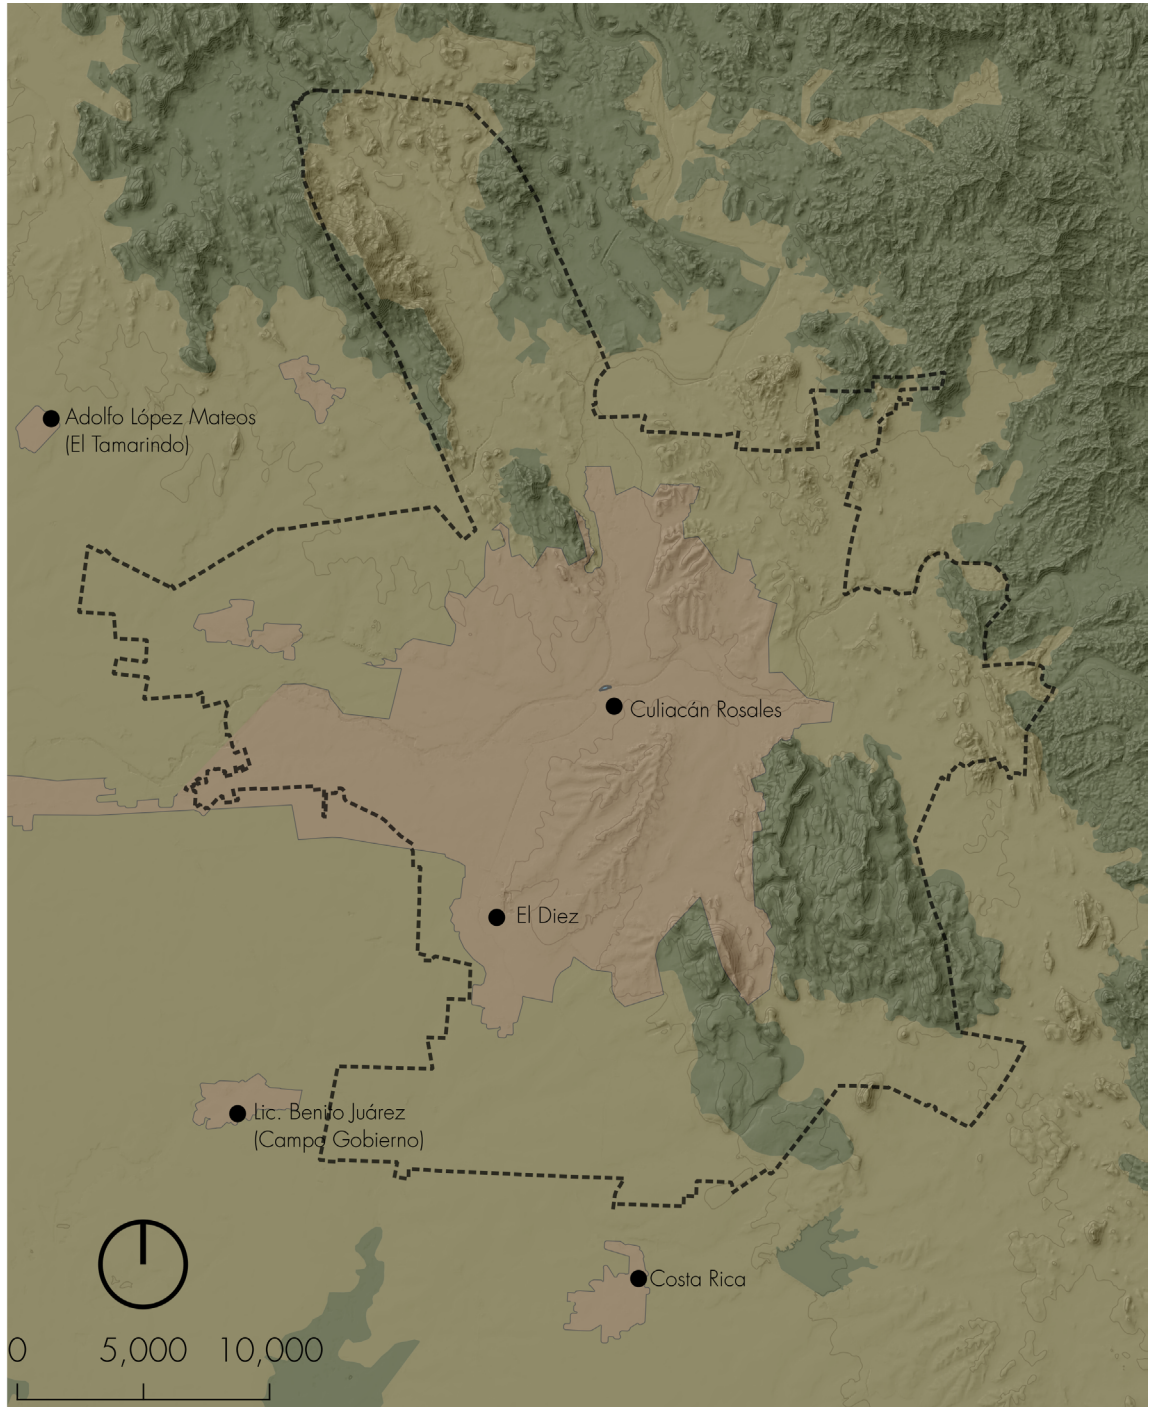 Adolfo López Mateos
(El Tamarindo)
Culiacán Rosales
El Diez
Lic. Benito Juárez
(Campo Gobierno)
Costa Rica
0 5,000 10,000